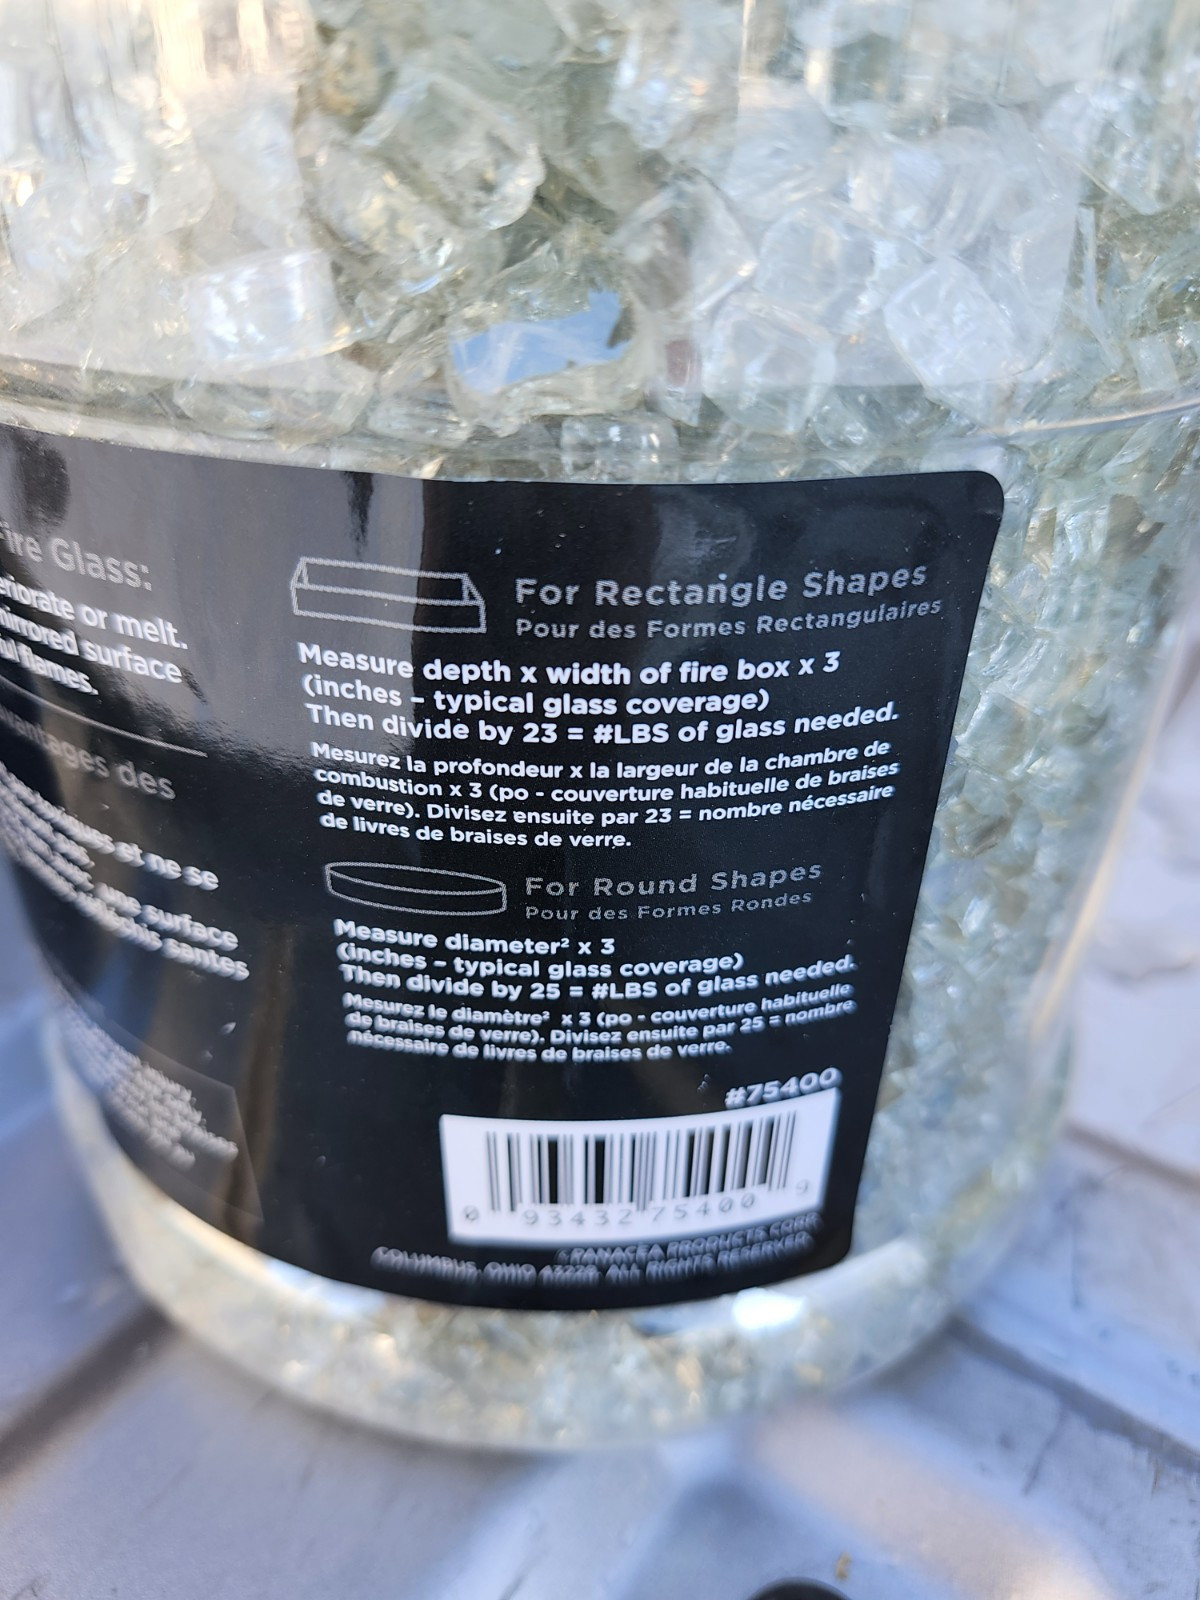 Fire Glass:
or melt.
mirrored surface
flames.
des
et ne se
surface
For Rectangle Shapes
Pour des Formes Rectangulaires
Measure depth x width of fire box x 3
(inches – typical glass coverage)
Then divide by 23 = #LBS of glass needed.
Mesurez la profondeur x la largeur de la chambre de
combustion x 3 (po - couverture habituelle de braises
de verre). Divisez ensuite par 23 = nombre nécessaire
de livres de braises de verre.
For Round Shapes
Pour des Formes Rondes
Measure diameter² x 3
(inches – typical glass coverage)
Then divide by 25 = #LBS of glass needed.
Mesurez le diamètre² x 3 (po - couverture habituelle
de braises de verre). Divisez ensuite par 25 = nombre
nécessaire de livres de braises de verre.
#75400
0 93432 75400 9
©PANACEA PRODUCTS CORP.
COLUMBUS, OHIO 43228. ALL RIGHTS RESERVED.